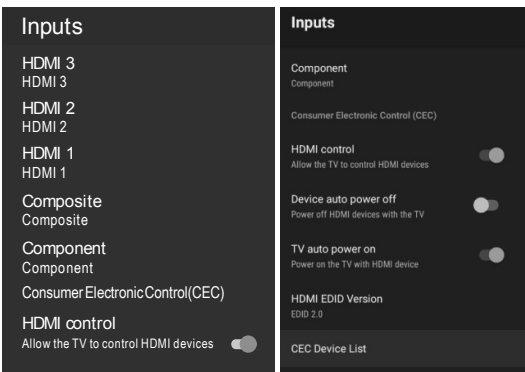 Inputs
HDMI 3
HDMI 3
HDMI 2
HDMI 2
HDMI 1
HDMI 1
Composite
Composite
Component
Component
Consumer Electronic Control(CEC)
HDMI control
Allow the TV to control HDMI devices
Inputs
Component
Component
Consumer Electronic Control (CEC)
HDMI control
Allow the TV to control HDMI devices
Device auto power off
Power off HDMI devices with the TV
TV auto power on
Power on the TV with HDMI device
HDMI EDID Version
EDID 2.0
CEC Device List